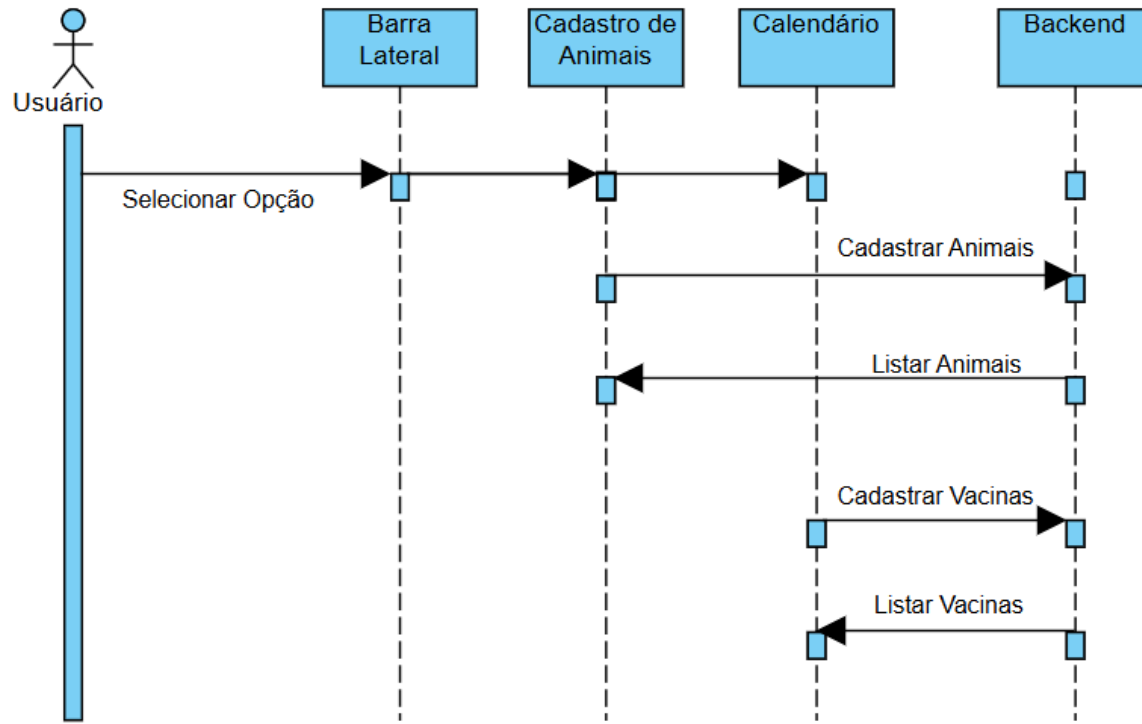 Usuário
Barra
Lateral
Cadastro de
Animais
Calendário
Backend
Selecionar Opção
Cadastrar Animais
Listar Animais
Cadastrar Vacinas
Listar Vacinas